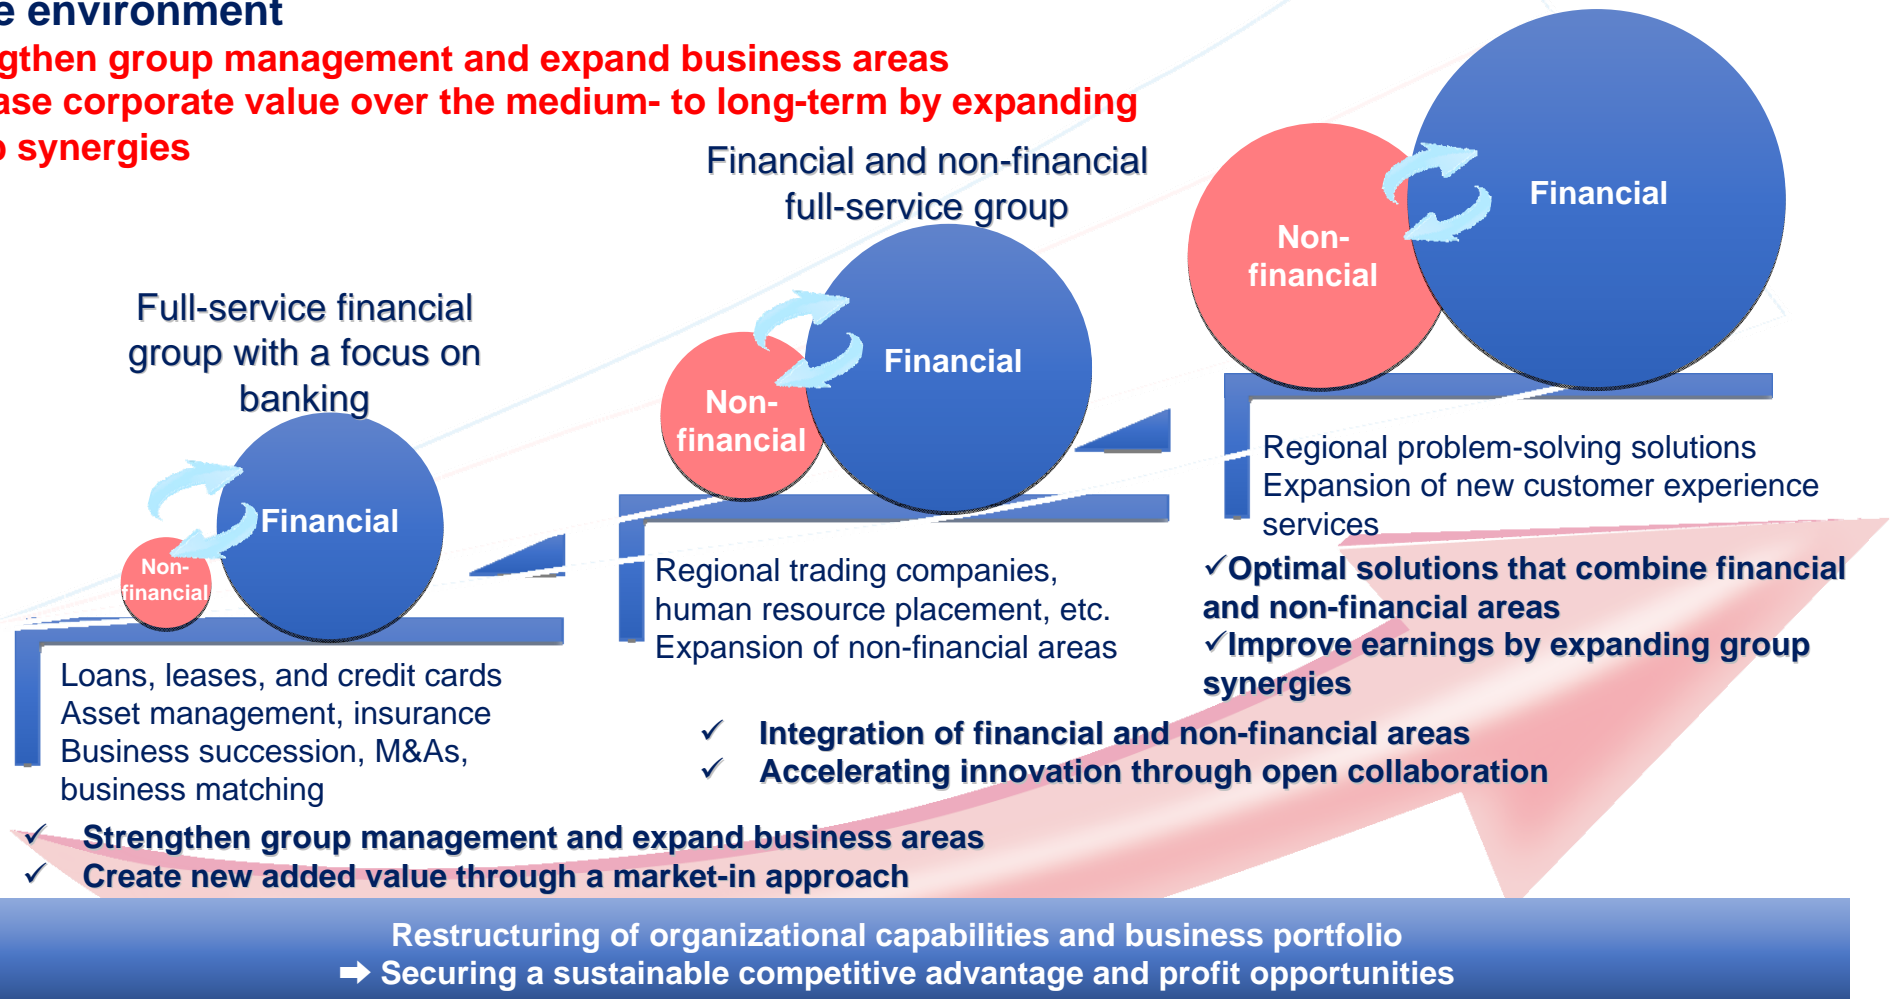 e environment
gthen group management and expand business areas
ase corporate value over the medium- to long-term by expanding
synergies
Financial and non-financial
full-service group
Full-service financial
group with a focus on
banking
Non-
financial
Financial
Non-
financial
Financial
Non-
financial
Financial
Loans, leases, and credit cards
Asset management, insurance
Business succession, M&As,
business matching
Regional trading companies,
human resource placement, etc.
Expansion of non-financial areas
Regional problem-solving solutions
Expansion of new customer experience
services
✓Optimal solutions that combine financial
and non-financial areas
✓Improve earnings by expanding group
synergies
✓ Integration of financial and non-financial areas
✓ Accelerating innovation through open collaboration
✓ Strengthen group management and expand business areas
✓ Create new added value through a market-in approach
Restructuring of organizational capabilities and business portfolio
➡ Securing a sustainable competitive advantage and profit opportunities